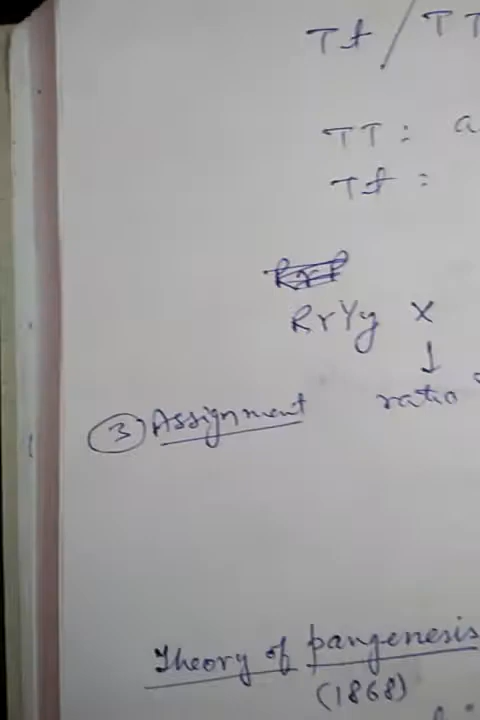 Tt / TT
TT : a
Tt :
RrYy ×
↓
ratio
③ Assignment
Theory of pangenesis
(1868)